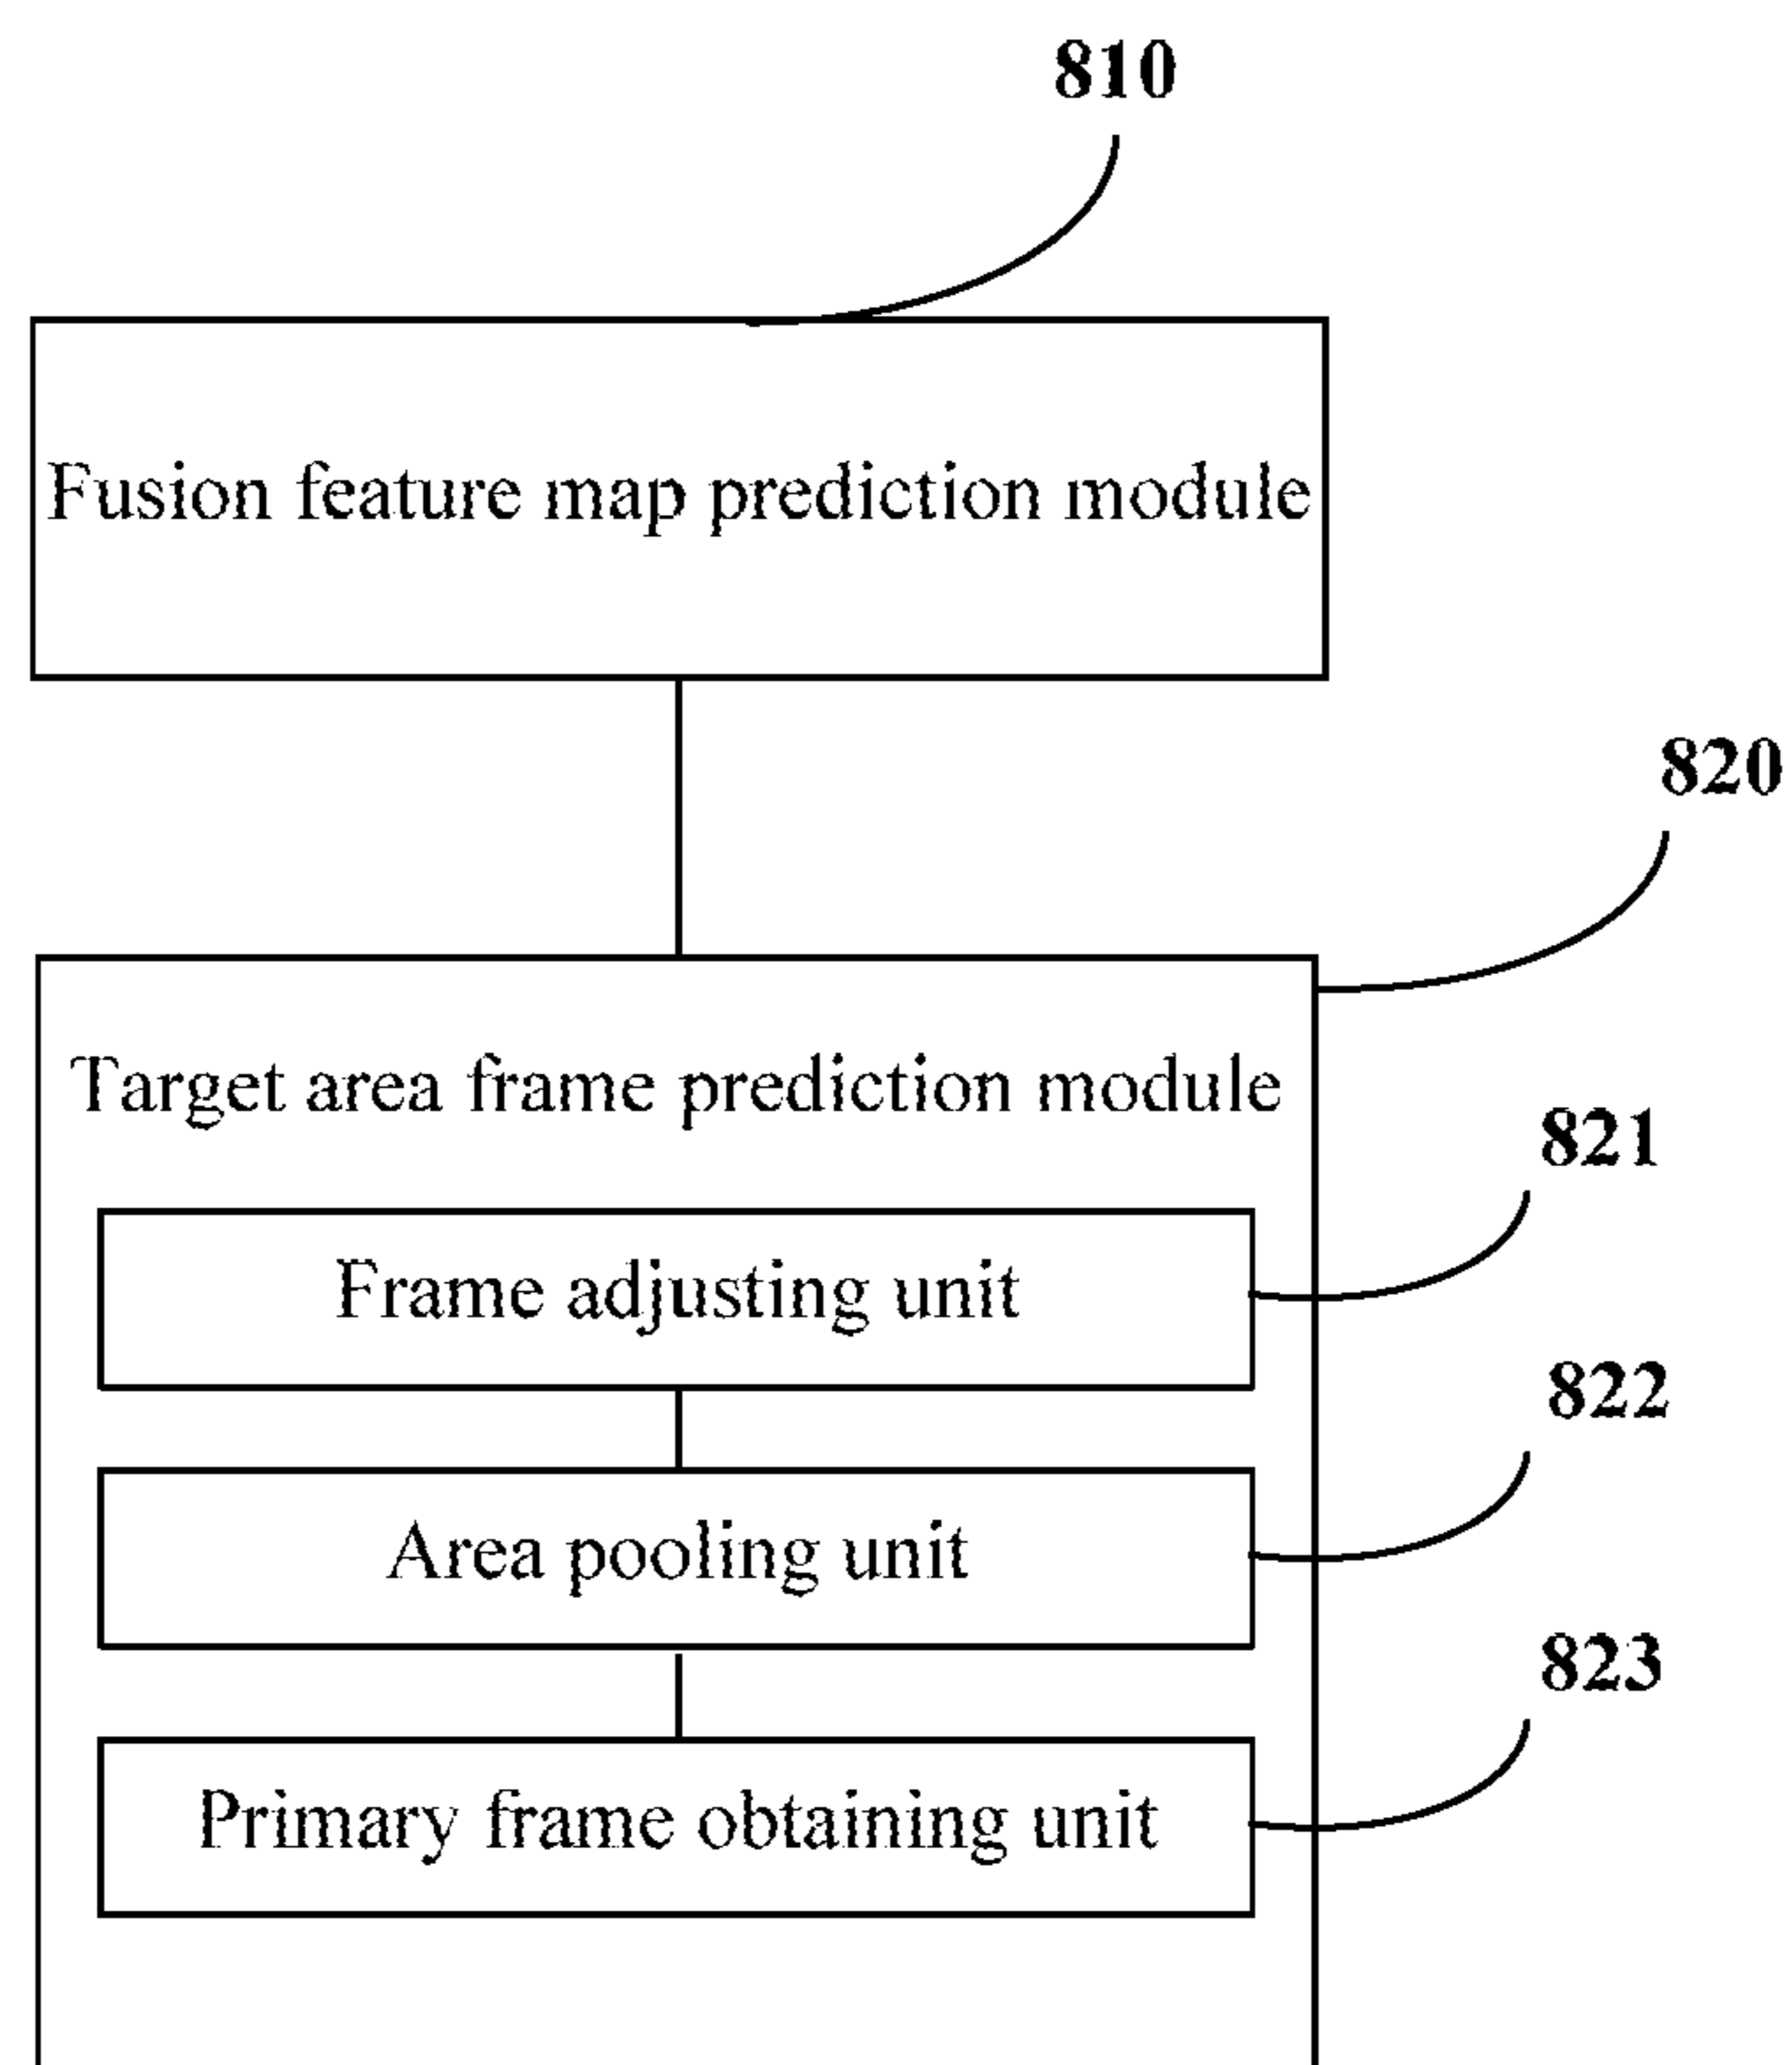 810
Fusion feature map prediction module
820
Target area frame prediction module
821
Frame adjusting unit
822
Area pooling unit
823
Primary frame obtaining unit